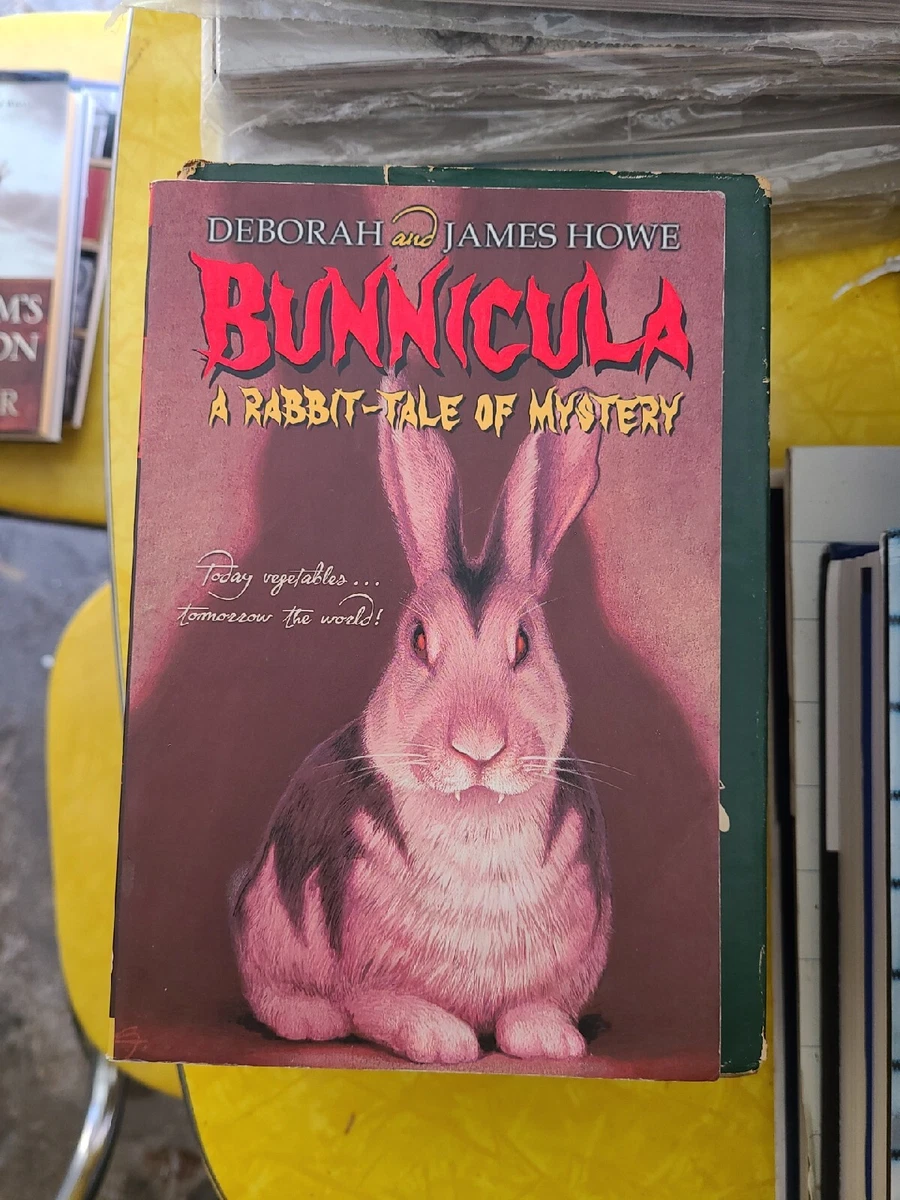 DEBORAH and JAMES HOWE
BUNNICULA
A RABBIT-TALE OF MYSTERY
Today vegetables...
tomorrow the world!
M'S
ON
R